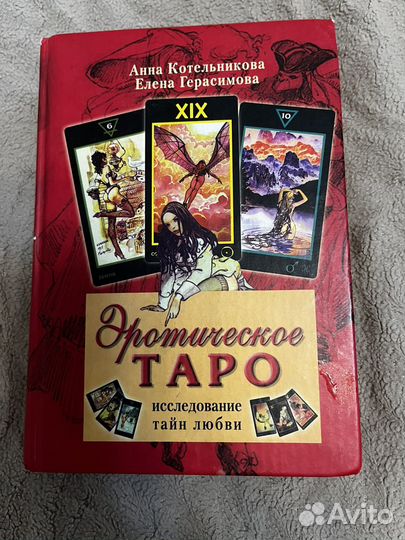 Анна Котельникова
Елена Герасимова
6
XIX
10
Эротическое
ТАРО
исследование
тайн любви
Avito